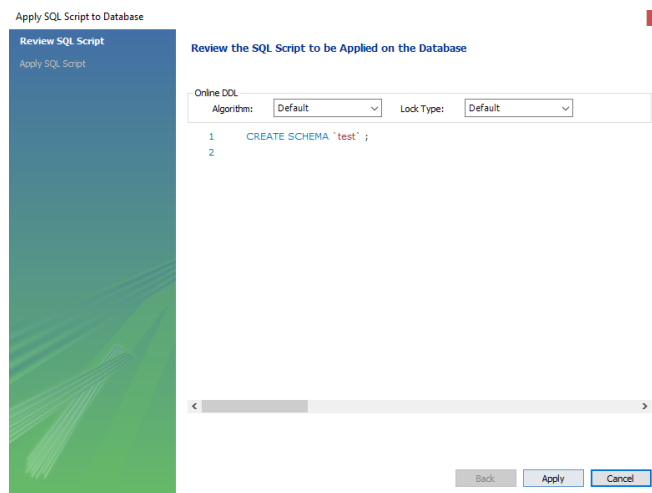 Apply SQL Script to Database
Review SQL Script
Apply SQL Script
Review the SQL Script to be Applied on the Database
Online DDL
Algorithm: Default Lock Type: Default
1 CREATE SCHEMA `test` ;
2
Back Apply Cancel